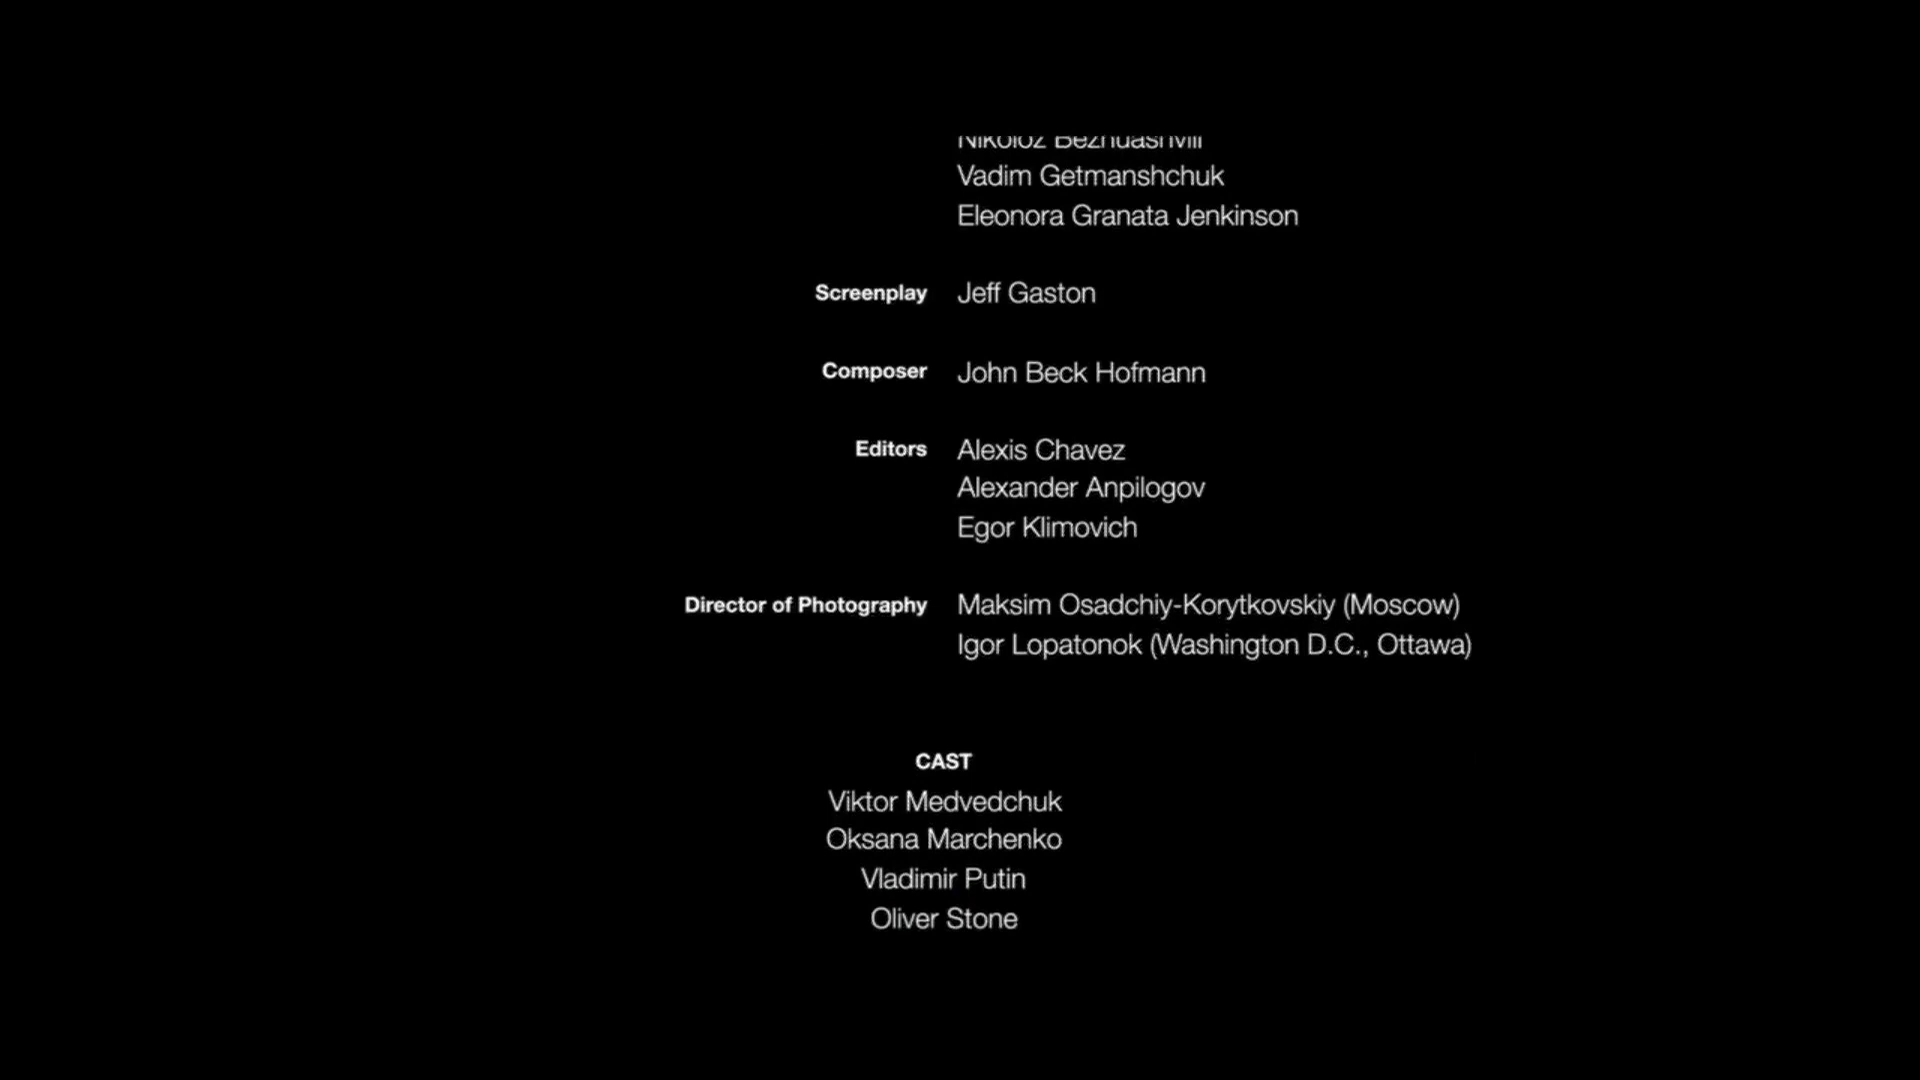 Vadim Getmanshchuk
Eleonora Granata Jenkinson
Screenplay Jeff Gaston
Composer John Beck Hofmann
Editors Alexis Chavez
Alexander Anpilogov
Egor Klimovich
Director of Photography Maksim Osadchiy-Korytkovskiy (Moscow)
Igor Lopatonok (Washington D.C., Ottawa)
CAST
Viktor Medvedchuk
Oksana Marchenko
Vladimir Putin
Oliver Stone